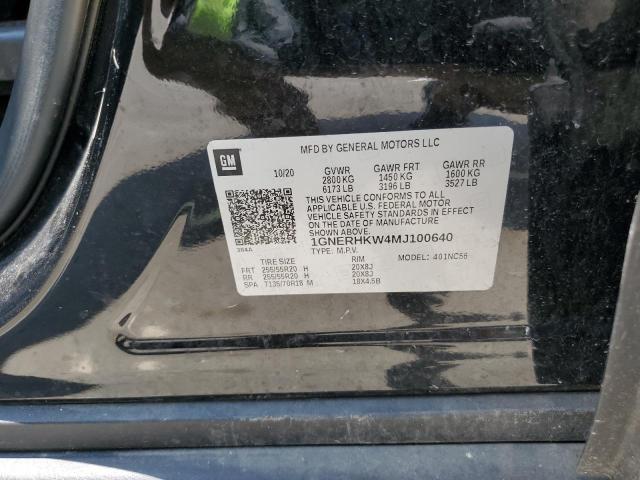 MFD BY GENERAL MOTORS LLC
GM
10/20 GVWR GAWR FRT GAWR RR
2800 KG 1450 KG 1600 KG
6173 LB 3196 LB 3527 LB
THIS VEHICLE CONFORMS TO ALL
APPLICABLE U.S. FEDERAL MOTOR
VEHICLE SAFETY STANDARDS IN EFFECT
ON THE DATE OF MANUFACTURE
SHOWN ABOVE.
1GNERHKW4MJ100640
TYPE: M.P.V. MODEL: 401NC56
TIRE SIZE RIM
FRT 255/55R20 H 20X8J
RR 255/55R20 H 20X8J
SPA T135/70R18 M 18X4.5B